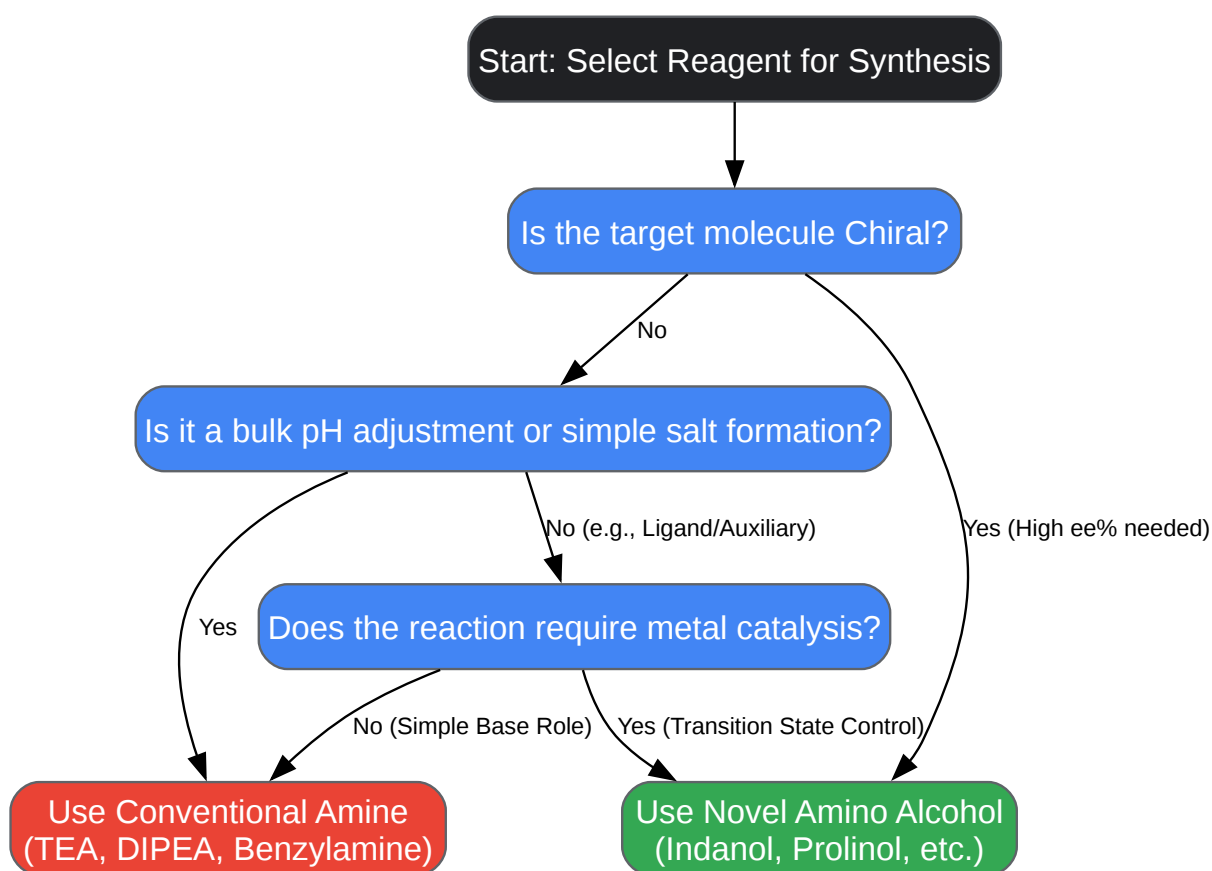 Start: Select Reagent for Synthesis
Is the target molecule Chiral?
No
Is it a bulk pH adjustment or simple salt formation?
No (e.g., Ligand/Auxiliary)
Yes (High ee% needed)
Yes
Does the reaction require metal catalysis?
No (Simple Base Role)
Yes (Transition State Control)
Use Conventional Amine
(TEA, DIPEA, Benzylamine)
Use Novel Amino Alcohol
(Indanol, Prolinol, etc.)